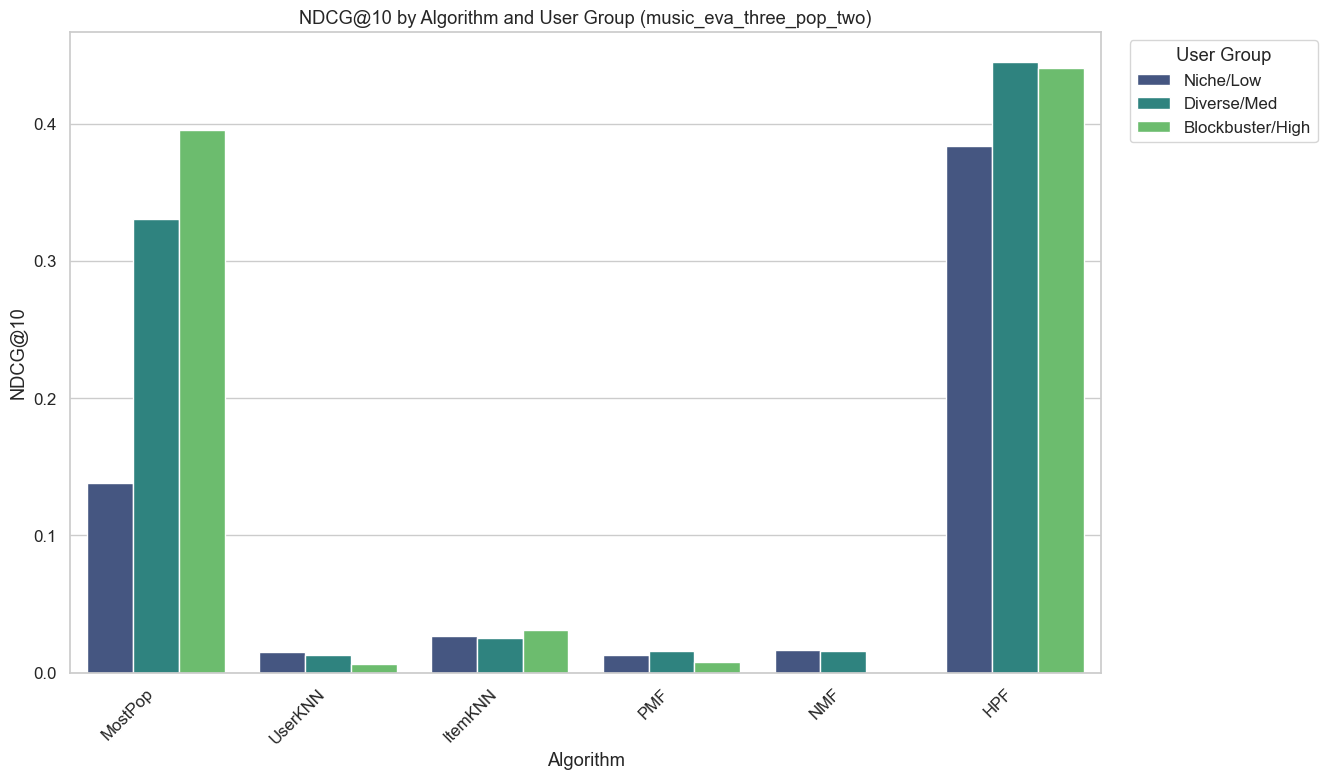 NDCG@10 by Algorithm and User Group (music_eva_three_pop_two)
User Group
Niche/Low
Diverse/Med
Blockbuster/High
NDCG@10
0.4
0.3
0.2
0.1
0.0
MostPop
UserKNN
ItemKNN
PMF
NMF
HPF
Algorithm